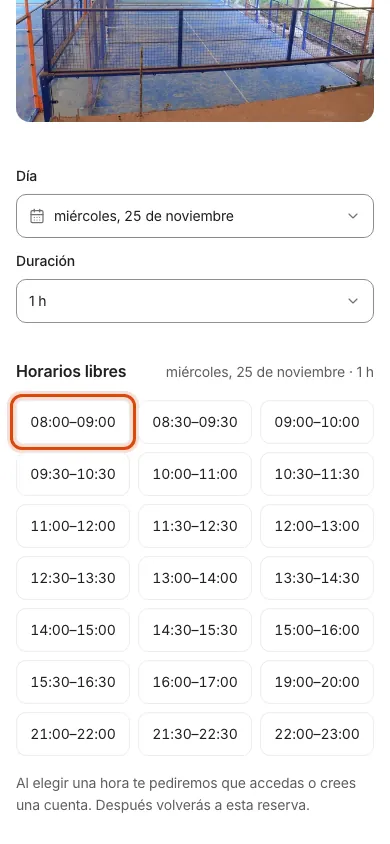 Día
miércoles, 25 de noviembre
Duración
1 h
Horarios libres miércoles, 25 de noviembre · 1 h
08:00–09:00 08:30–09:30 09:00–10:00
09:30–10:30 10:00–11:00 10:30–11:30
11:00–12:00 11:30–12:30 12:00–13:00
12:30–13:30 13:00–14:00 13:30–14:30
14:00–15:00 14:30–15:30 15:00–16:00
15:30–16:30 16:00–17:00 19:00–20:00
21:00–22:00 21:30–22:30 22:00–23:00
Al elegir una hora te pediremos que accedas o crees
una cuenta. Después volverás a esta reserva.